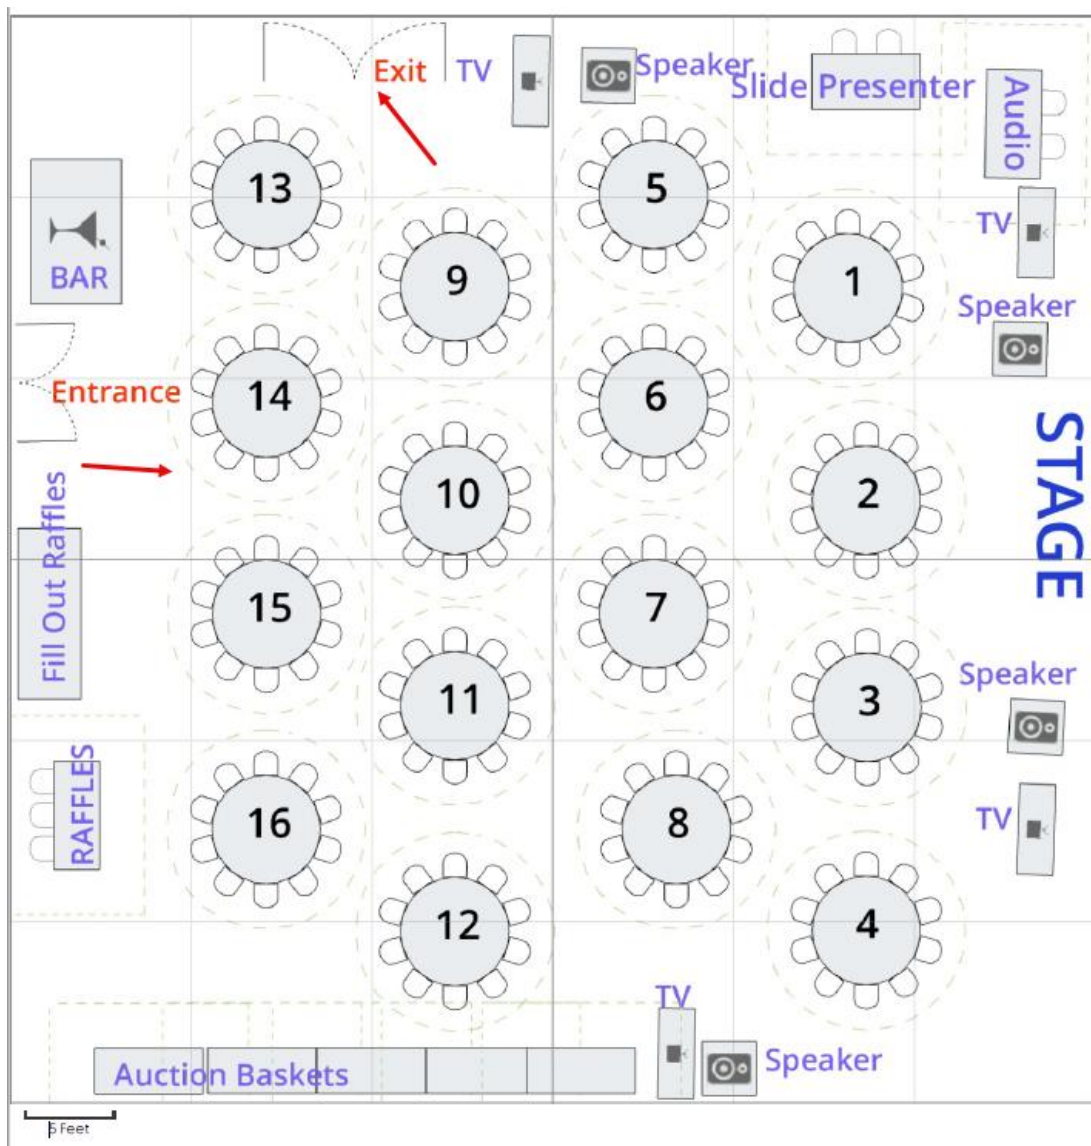 Exit
TV
Speaker
Slide Presenter
Audio
13
5
BAR
9
1
TV
Speaker
Entrance
14
6
10
2
STAGE
Fill Out Raffles
15
7
11
3
Speaker
RAFFLES
16
8
TV
12
4
TV
Auction Baskets
Speaker
5 Feet